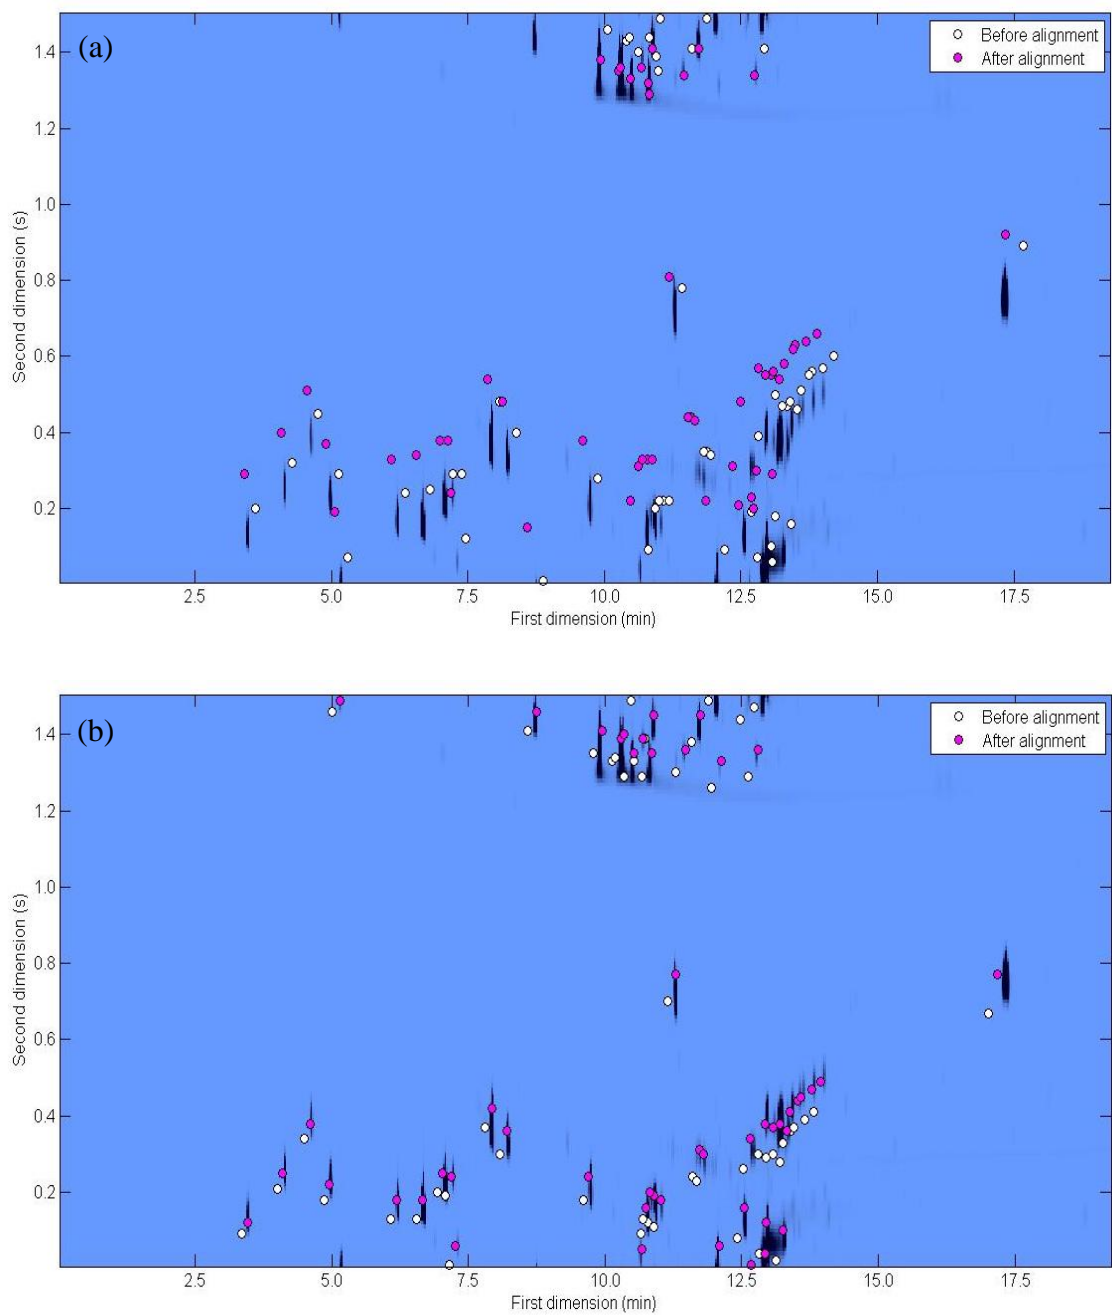 (a)
Before alignment
After alignment
1.4
1.2
1.0
0.8
0.6
0.4
0.2
Second dimension (s)
2.5 5.0 7.5 10.0 12.5 15.0 17.5
First dimension (min)
(b)
Before alignment
After alignment
1.4
1.2
1.0
0.8
0.6
0.4
0.2
Second dimension (s)
2.5 5.0 7.5 10.0 12.5 15.0 17.5
First dimension (min)